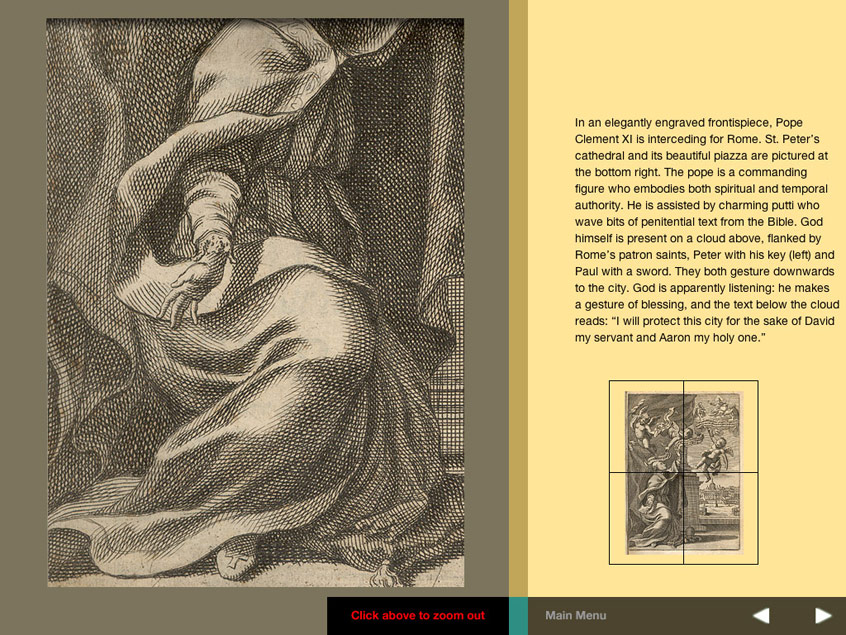 In an elegantly engraved frontispiece, Pope
Clement XI is interceding for Rome. St. Peter's
cathedral and its beautiful piazza are pictured at
the bottom right. The pope is a commanding
figure who embodies both spiritual and temporal
authority. He is assisted by charming putti who
wave bits of penitential text from the Bible. God
himself is present on a cloud above, flanked by
Rome's patron saints, Peter with his key (left) and
Paul with a sword. They both gesture downwards
to the city. God is apparently listening: he makes
a gesture of blessing, and the text below the cloud
reads: “I will protect this city for the sake of David
my servant and Aaron my holy one.”
Click above to zoom out
Main Menu